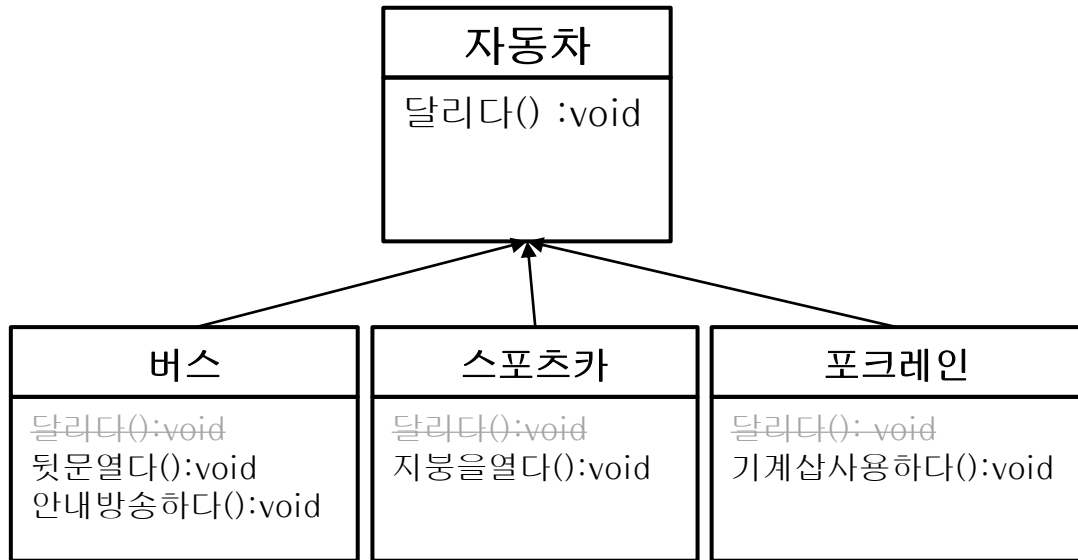 자동차
달리다() :void
버스
달리다():void
뒷문열다():void
안내방송하다():void
스포츠카
달리다():void
지붕을열다():void
포크레인
달리다(): void
기계삽사용하다():void